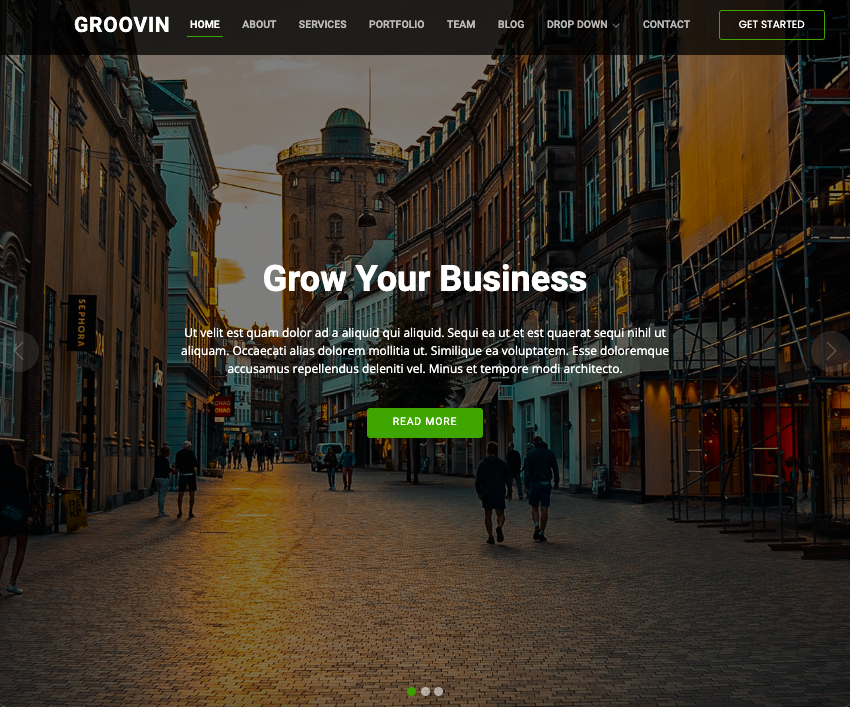 GROOVIN HOME ABOUT SERVICES PORTFOLIO TEAM BLOG DROP DOWN CONTACT GET STARTED
Grow Your Business
SEPHORA
Ut velit est quam dolor ad a aliquid qui aliquid. Sequi ea ut et est quaerat sequi nihil ut
aliquam. Occaecati alias dolorem mollitia ut. Similique ea voluptatem. Esse doloremque
accusamus repellendus deleniti vel. Minus et tempore modi architecto.
CHAO
CHAO
READ MORE